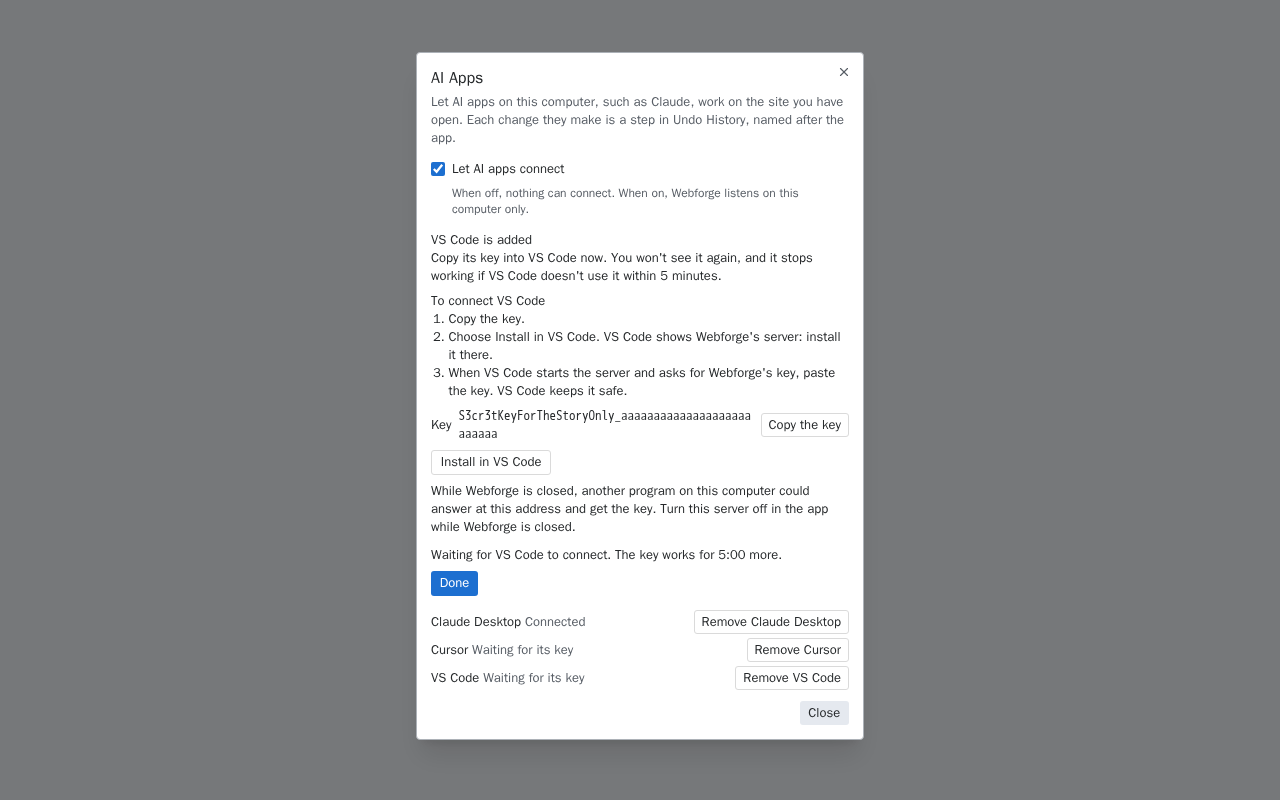 AI Apps
Let AI apps on this computer, such as Claude, work on the site you have
open. Each change they make is a step in Undo History, named after the
app.
Let AI apps connect
When off, nothing can connect. When on, Webforge listens on this
computer only.
VS Code is added
Copy its key into VS Code now. You won't see it again, and it stops
working if VS Code doesn't use it within 5 minutes.
To connect VS Code
1. Copy the key.
2. Choose Install in VS Code. VS Code shows Webforge's server: install
it there.
3. When VS Code starts the server and asks for Webforge's key, paste
the key. VS Code keeps it safe.
Key S3cr3tKeyForTheStoryOnly_aaaaaaaaaaaaaaaaaaaa Copy the key
aaaaaa
Install in VS Code
While Webforge is closed, another program on this computer could
answer at this address and get the key. Turn this server off in the app
while Webforge is closed.
Waiting for VS Code to connect. The key works for 5:00 more.
Done
Claude Desktop Connected Remove Claude Desktop
Cursor Waiting for its key Remove Cursor
VS Code Waiting for its key Remove VS Code
Close